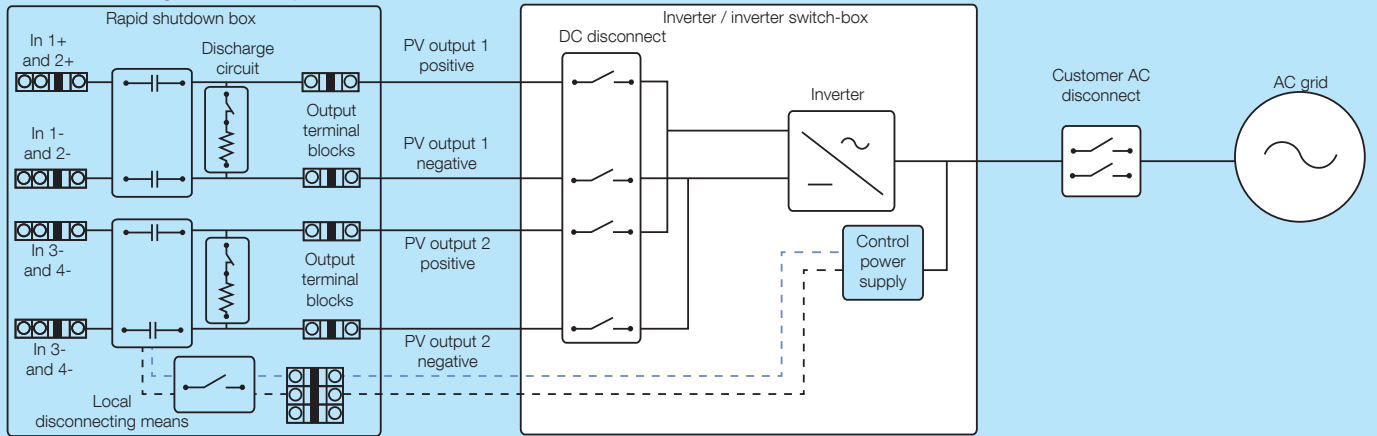 Rapid shutdown box
Inverter / inverter switch-box
In 1+
and 2+
Discharge
circuit
PV output 1
positive
DC disconnect
Customer AC
disconnect
AC grid
Inverter
Output
terminal
blocks
In 1-
and 2-
PV output 1
negative
In 3-
and 4-
Output
terminal
blocks
PV output 2
positive
Control
power
supply
In 3-
and 4-
PV output 2
negative
Local
disconnecting means